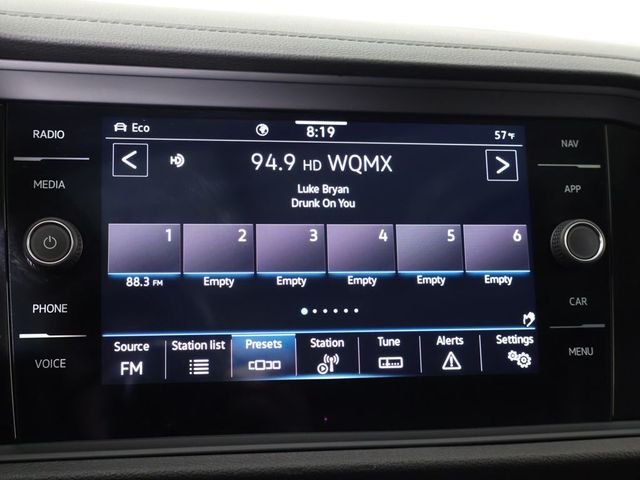 RADIO
MEDIA
PHONE
VOICE
Eco
8:19
57°F
94.9 HD WQMX
Luke Bryan
Drunk On You
1 2 3 4 5 6
88.3 FM Empty Empty Empty Empty Empty
Source Station list Presets Station Tune Alerts Settings
FM
NAV
APP
CAR
MENU